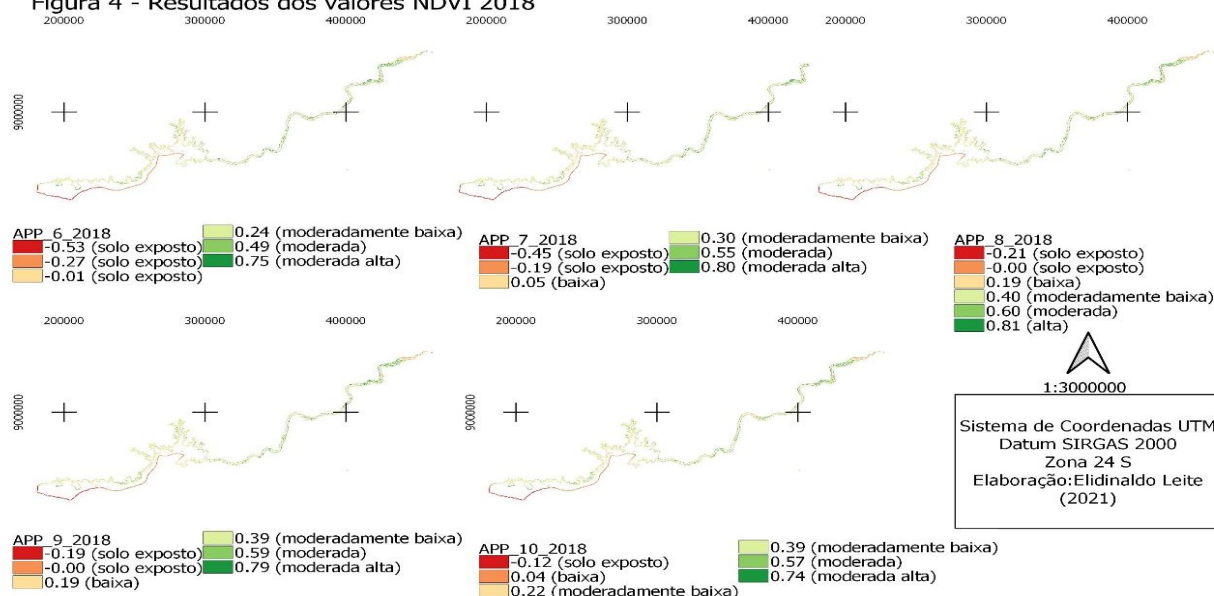 Figura 4 - Resultados dos valores NDVI 2018
200000 300000 400000 200000 300000 400000 200000 300000 400000
9000000
APP_6_2018
-0.53 (solo exposto)
-0.27 (solo exposto)
-0.01 (solo exposto)
0.24 (moderadamente baixa)
0.49 (moderada)
0.75 (moderada alta)
APP_7_2018
-0.45 (solo exposto)
-0.19 (solo exposto)
0.05 (baixa)
0.30 (moderadamente baixa)
0.55 (moderada)
0.80 (moderada alta)
APP_8_2018
-0.21 (solo exposto)
-0.00 (solo exposto)
0.19 (baixa)
0.40 (moderadamente baixa)
0.60 (moderada)
0.81 (alta)
200000 300000 400000 200000 300000 400000
9000000
9000000
APP_9_2018
-0.19 (solo exposto)
-0.00 (solo exposto)
0.19 (baixa)
0.39 (moderadamente baixa)
0.59 (moderada)
0.79 (moderada alta)
APP_10_2018
-0.12 (solo exposto)
0.04 (baixa)
0.22 (moderadamente baixa)
0.39 (moderadamente baixa)
0.57 (moderada)
0.74 (moderada alta)
1:3000000
Sistema de Coordenadas UTM
Datum SIRGAS 2000
Zona 24 S
Elaboração:Elidinaldo Leite
(2021)